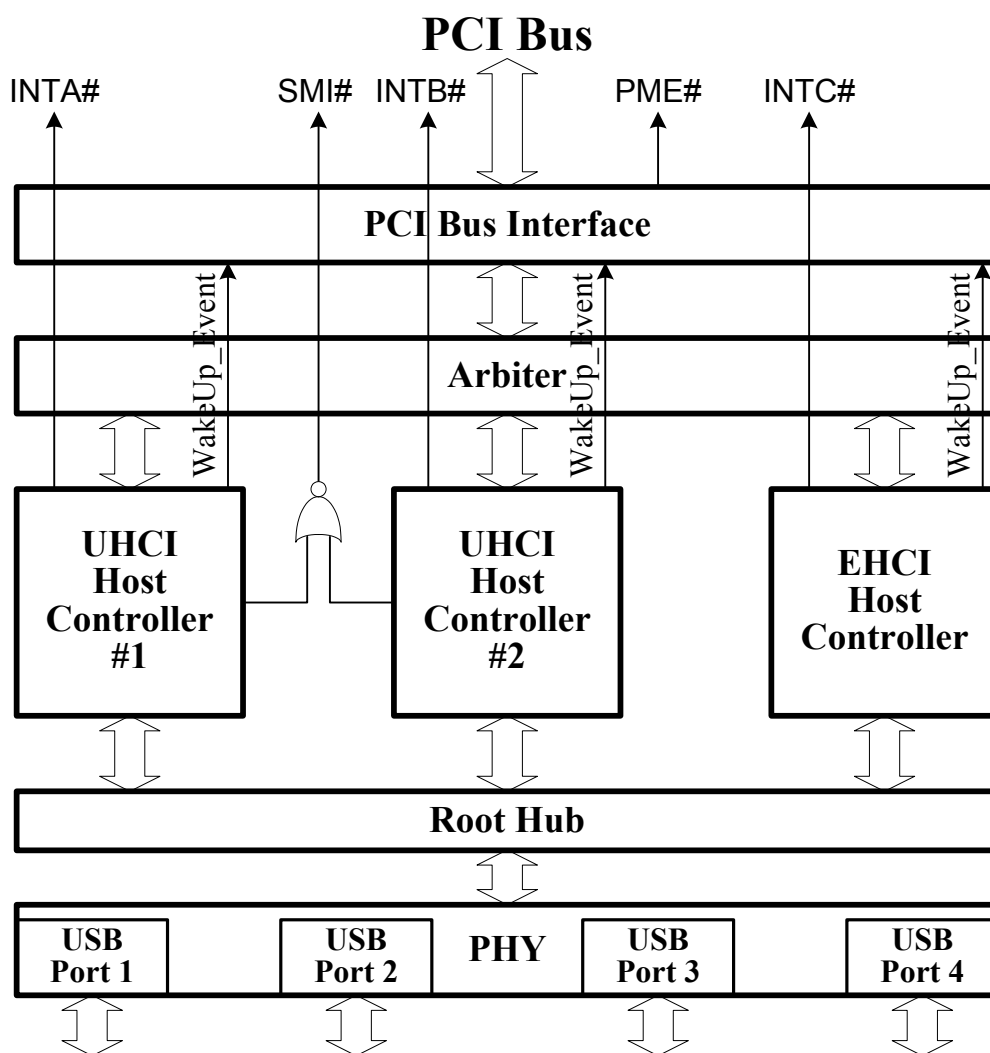 PCI Bus
INTA#
SMI#
INTB#
PME#
INTC#
PCI Bus Interface
WakeUp_Event
WakeUp_Event
WakeUp_Event
Arbiter
UHCI
Host
Controller
#1
UHCI
Host
Controller
#2
EHCI
Host
Controller
Root Hub
USB
Port 1
USB
Port 2
PHY
USB
Port 3
USB
Port 4